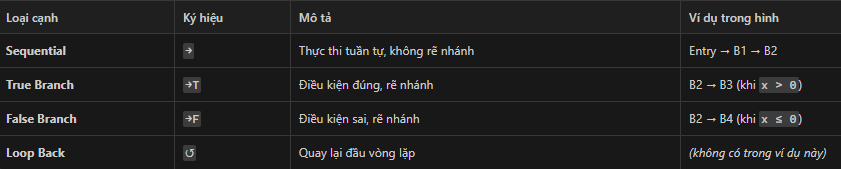 Loại cạnh Ký hiệu Mô tả Ví dụ trong hình
Sequential → Thực thi tuần tự, không rẽ nhánh Entry → B1 → B2
True Branch →T Điều kiện đúng, rẽ nhánh B2 → B3 (khi x > 0)
False Branch →F Điều kiện sai, rẽ nhánh B2 → B4 (khi x ≤ 0)
Loop Back ↺ Quay lại đầu vòng lặp (không có trong ví dụ này)